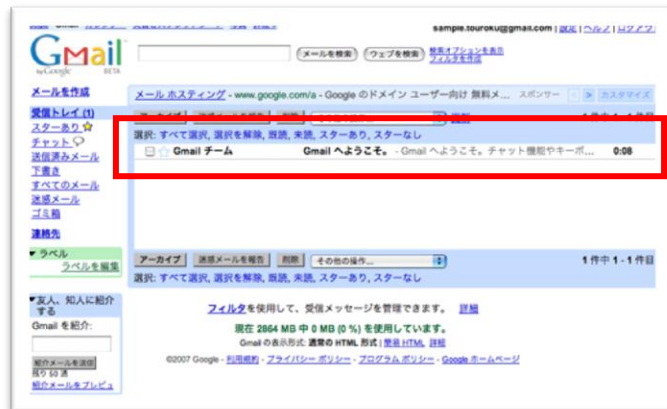 sample.touroku@gmail.com | 設定 | ヘルプ | ログアウ
Gmail
by Google BETA
メールを検索 ウェブを検索 検索オプションを表示
フィルタを作成
メールを作成
メール ホスティング - www.google.com/a - Google のドメイン ユーザー向け 無料メ... スポンサー < > カスタマイズ
受信トレイ (1)
スターあり
チャット
送信済みメール
下書き
すべてのメール
迷惑メール
ゴミ箱
連絡先
アーカイブ 迷惑メールを報告 削除
選択: すべて選択, 選択を解除, 既読, 未読, スターあり, スターなし
Gmail チーム Gmail へようこそ。 - Gmail へようこそ。チャット機能やキーボ... 0:08
ラベル
ラベルを編集
アーカイブ 迷惑メールを報告 削除 その他の操作... 1 件中 1 - 1 件目
選択: すべて選択, 選択を解除, 既読, 未読, スターあり, スターなし
友人、知人に紹介
する
Gmail を紹介:
紹介メールを送信
残り 50 通
紹介メールをプレビュ
フィルタを使用して、受信メッセージを管理できます。 詳細
現在 2864 MB 中 0 MB (0 %) を使用しています。
Gmail の表示形式: 通常の HTML 形式 | 簡易 HTML 詳細
©2007 Google - 利用規約 - プライバシー ポリシー - プログラム ポリシー - Google ホームページ